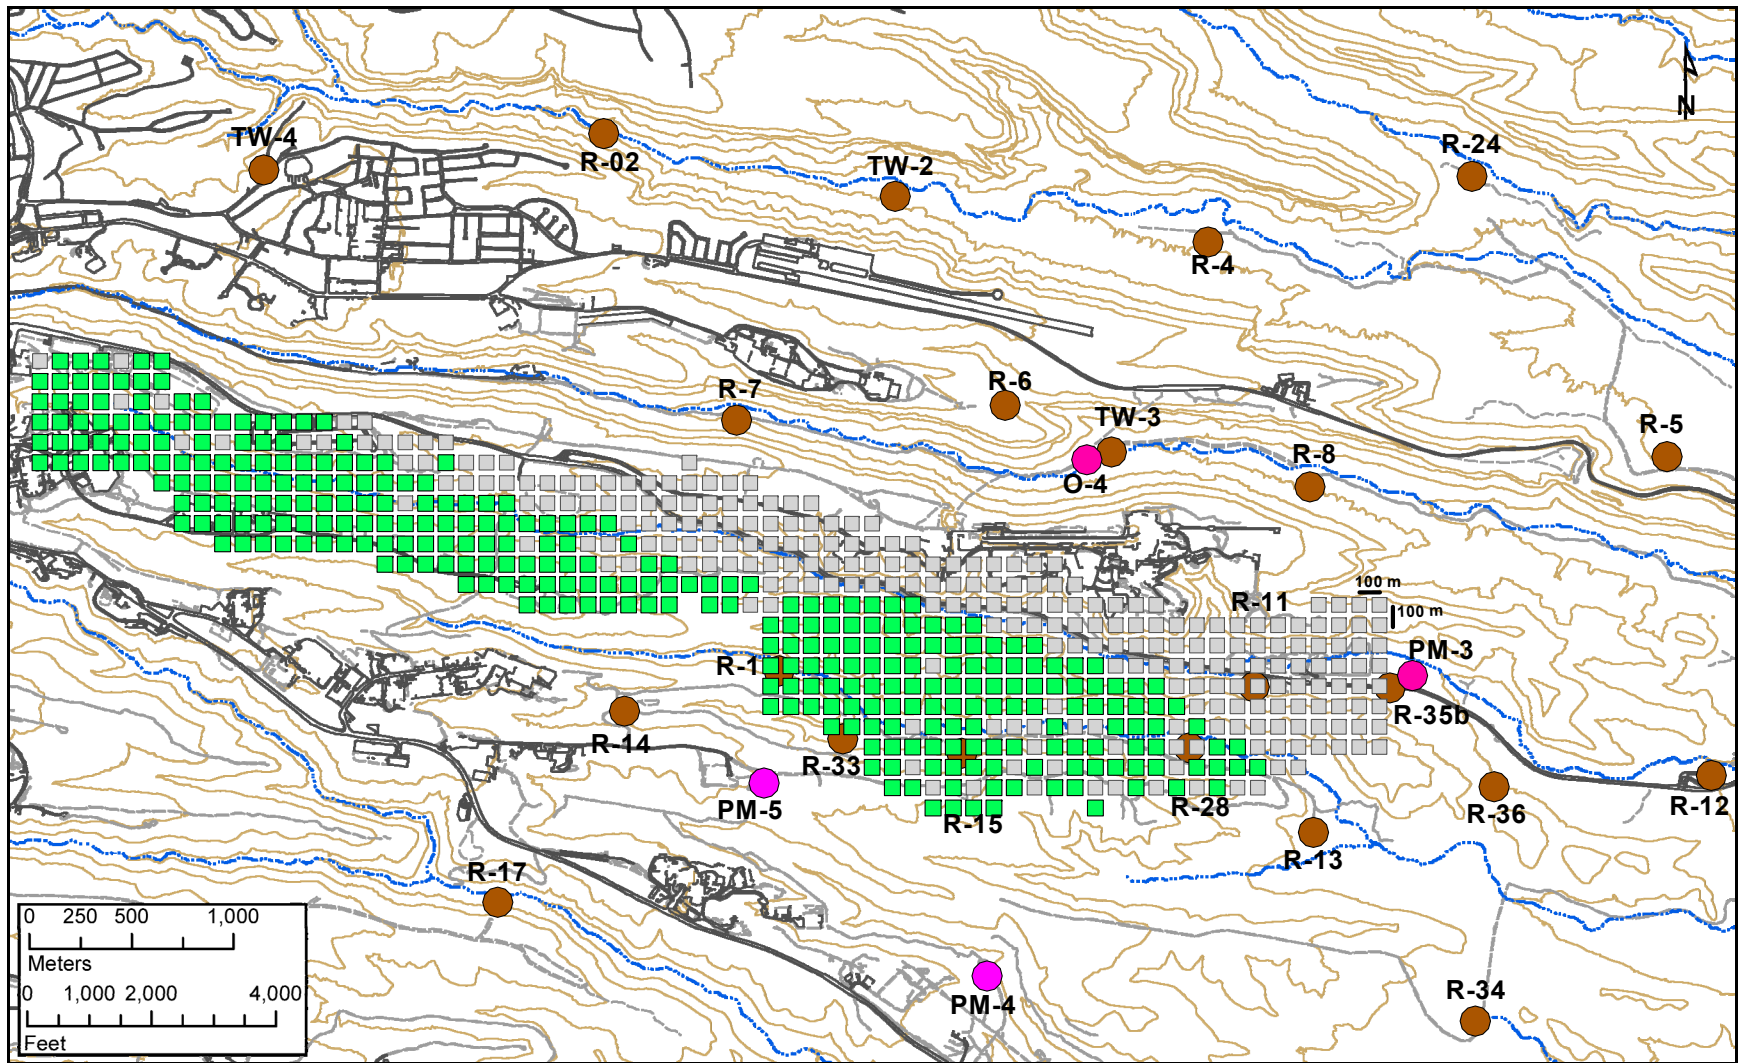 N
TW-4
R-02
TW-2
R-24
R-4
R-7
R-6
TW-3
O-4
R-8
R-5
100 m
100 m
R-11
R-1
PM-3
R-35b
R-14
R-33
PM-5
R-15
R-28
R-36
R-12
R-13
R-17
PM-4
R-34
0 250 500 1,000
Meters
0 1,000 2,000 4,000
Feet